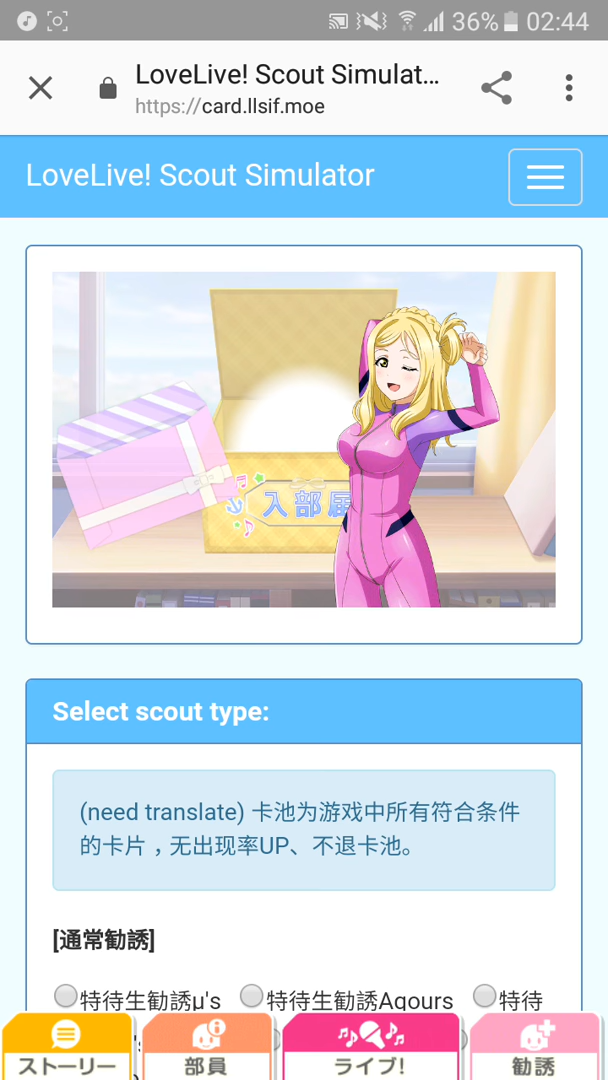 36% 02:44
LoveLive! Scout Simulat...
https://card.llsif.moe
LoveLive! Scout Simulator
入部届
Select scout type:
(need translate) 卡池为游戏中所有符合条件
的卡片，无出现率UP、不退卡池。
[通常勧誘]
特待生勧誘μ's 特待生勧誘Aqours 特待
ストーリー 部員 ライブ! 勧誘